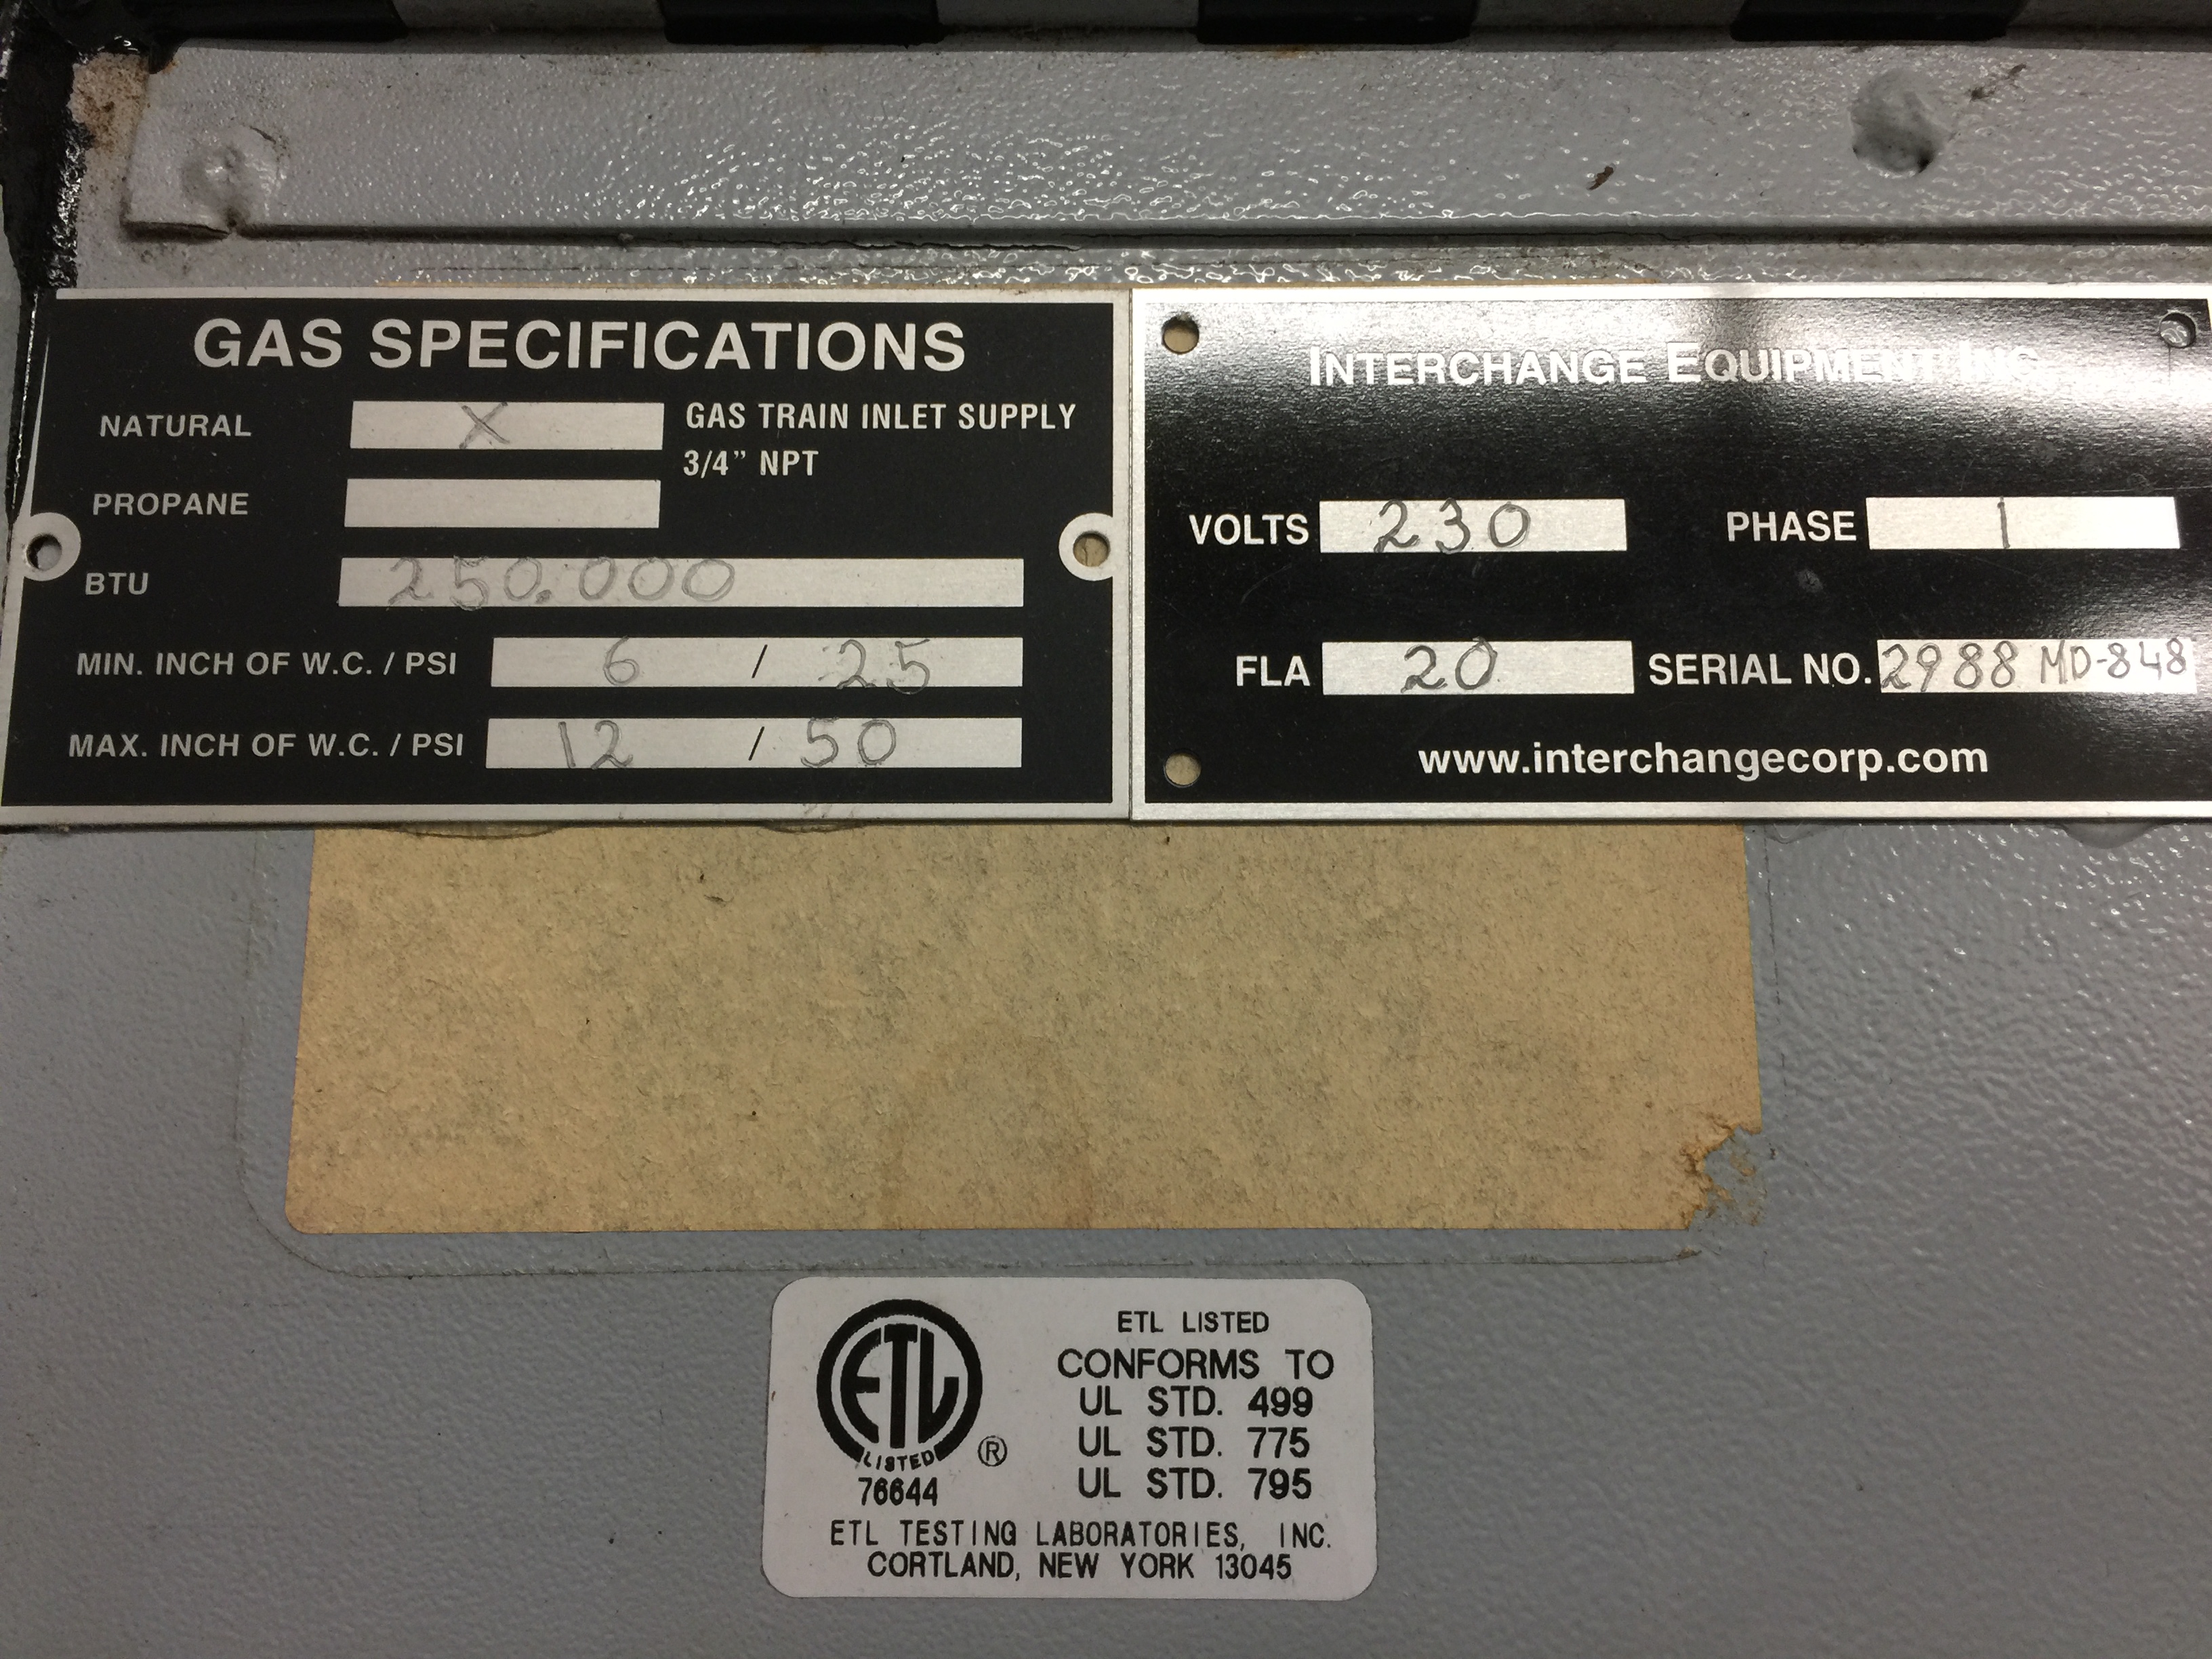 GAS SPECIFICATIONS
NATURAL X GAS TRAIN INLET SUPPLY
3/4" NPT
PROPANE
BTU 250.000
MIN. INCH OF W.C. / PSI 6 / 25
MAX. INCH OF W.C. / PSI 12 / 50
INTERCHANGE EQUIPMENT INC
VOLTS 230 PHASE 1
FLA 20 SERIAL NO. 2988 MD-848
www.interchangecorp.com
ETL LISTED
CONFORMS TO
UL STD. 499
UL STD. 775
UL STD. 795
ETL
LISTED ®
76644
ETL TESTING LABORATORIES, INC.
CORTLAND, NEW YORK 13045